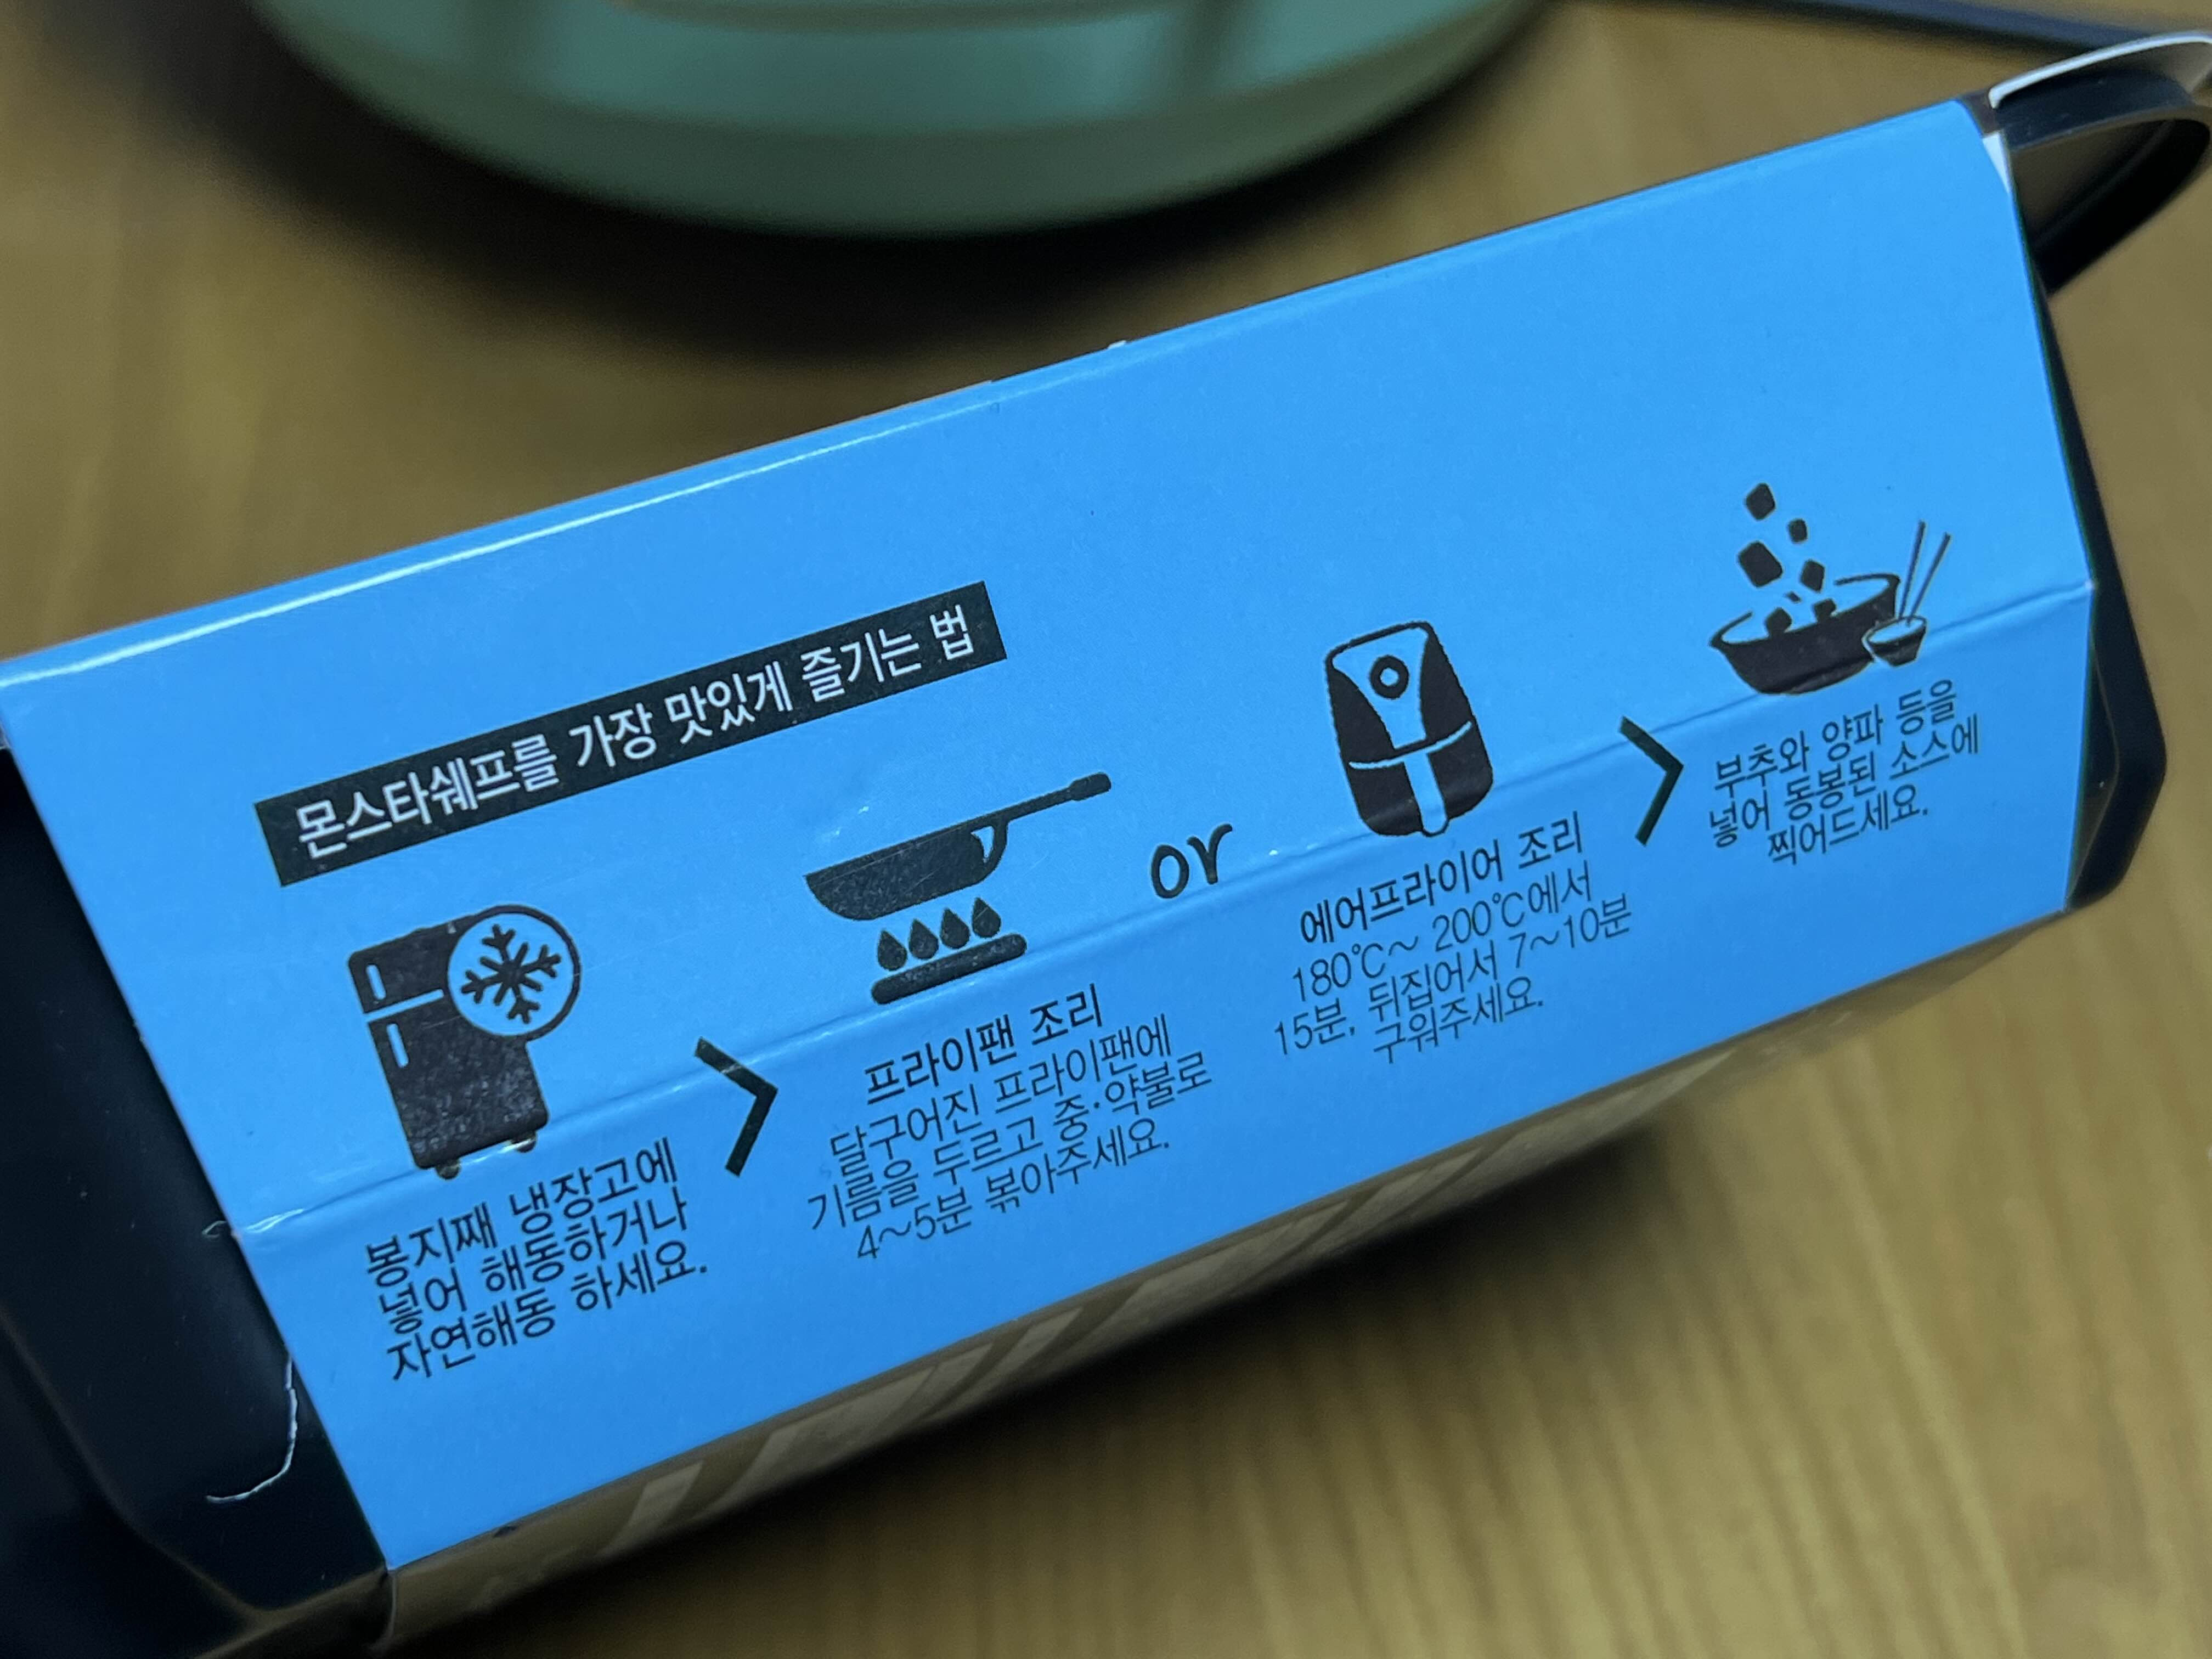 몬스타쉐프를 가장 맛있게 즐기는 법
봉지째 냉장고에
넣어 해동하거나
자연해동 하세요.
프라이팬 조리
달구어진 프라이팬에
기름을 두르고 중·약불로
4~5분 볶아주세요.
or
에어프라이어 조리
180℃~ 200℃에서
15분, 뒤집어서 7~10분
구워주세요.
부추와 양파 등을
넣어 동봉된 소스에
찍어드세요.